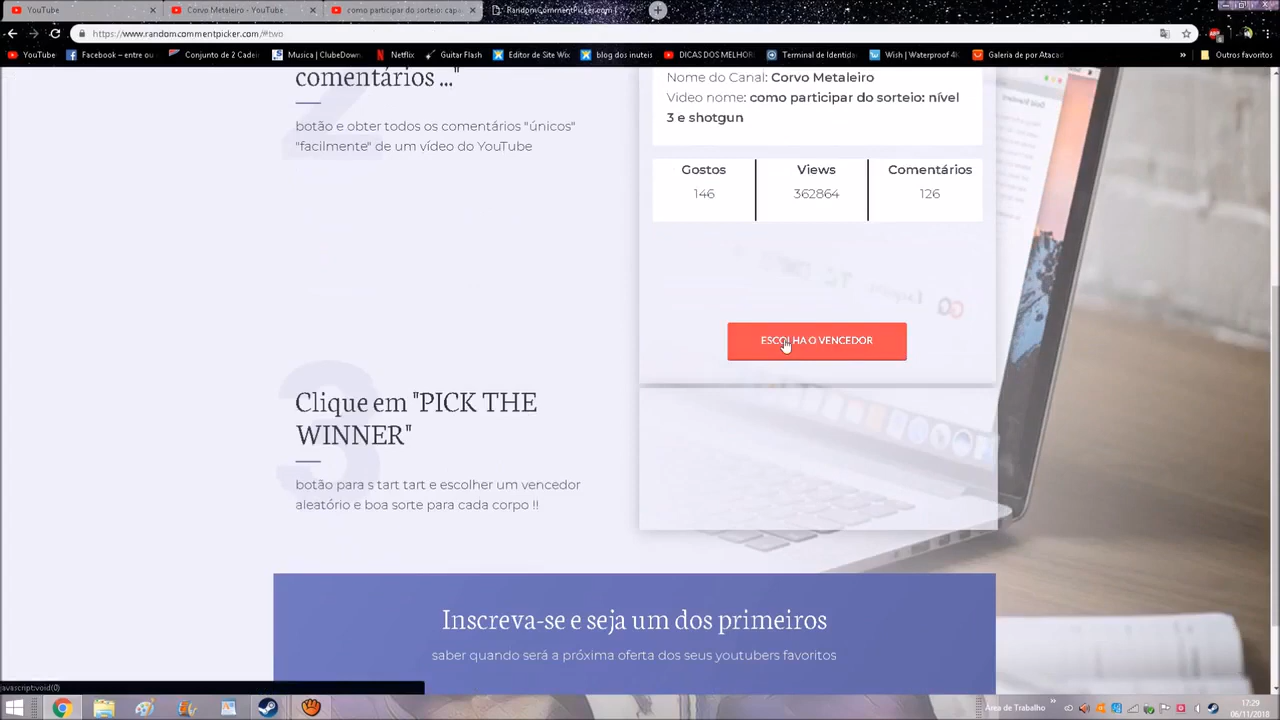 YouTube
Corvo Metaleiro - YouTube
como participar do sorteio: cap
RandomCommentPicker.com |
https://www.randomcommentpicker.com/#two
YouTube
Facebook – entre ou
Conjunto de 2 Cadei
Musica | ClubeDown
Netflix
Guitar Flash
Editor de Site Wix
blog dos inuteis
DICAS DOS MELHOR
Terminal de Identida
Wish | Waterproof 4K
Galeria de por Atacad
»
Outros favoritos
comentários ..."
botão e obter todos os comentários "únicos"
"facilmente" de um vídeo do YouTube
Nome do Canal: Corvo Metaleiro
Video nome: como participar do sorteio: nível
3 e shotgun
Gostos
Views
Comentários
146
362864
126
ESCOLHA O VENCEDOR
3
Clique em "PICK THE
WINNER"
botão para s tart tart e escolher um vencedor
aleatório e boa sorte para cada corpo !!
Inscreva-se e seja um dos primeiros
saber quando será a próxima oferta dos seus youtubers favoritos
javascript:void(0)
Área de Trabalho
»
17:29
06/11/2018